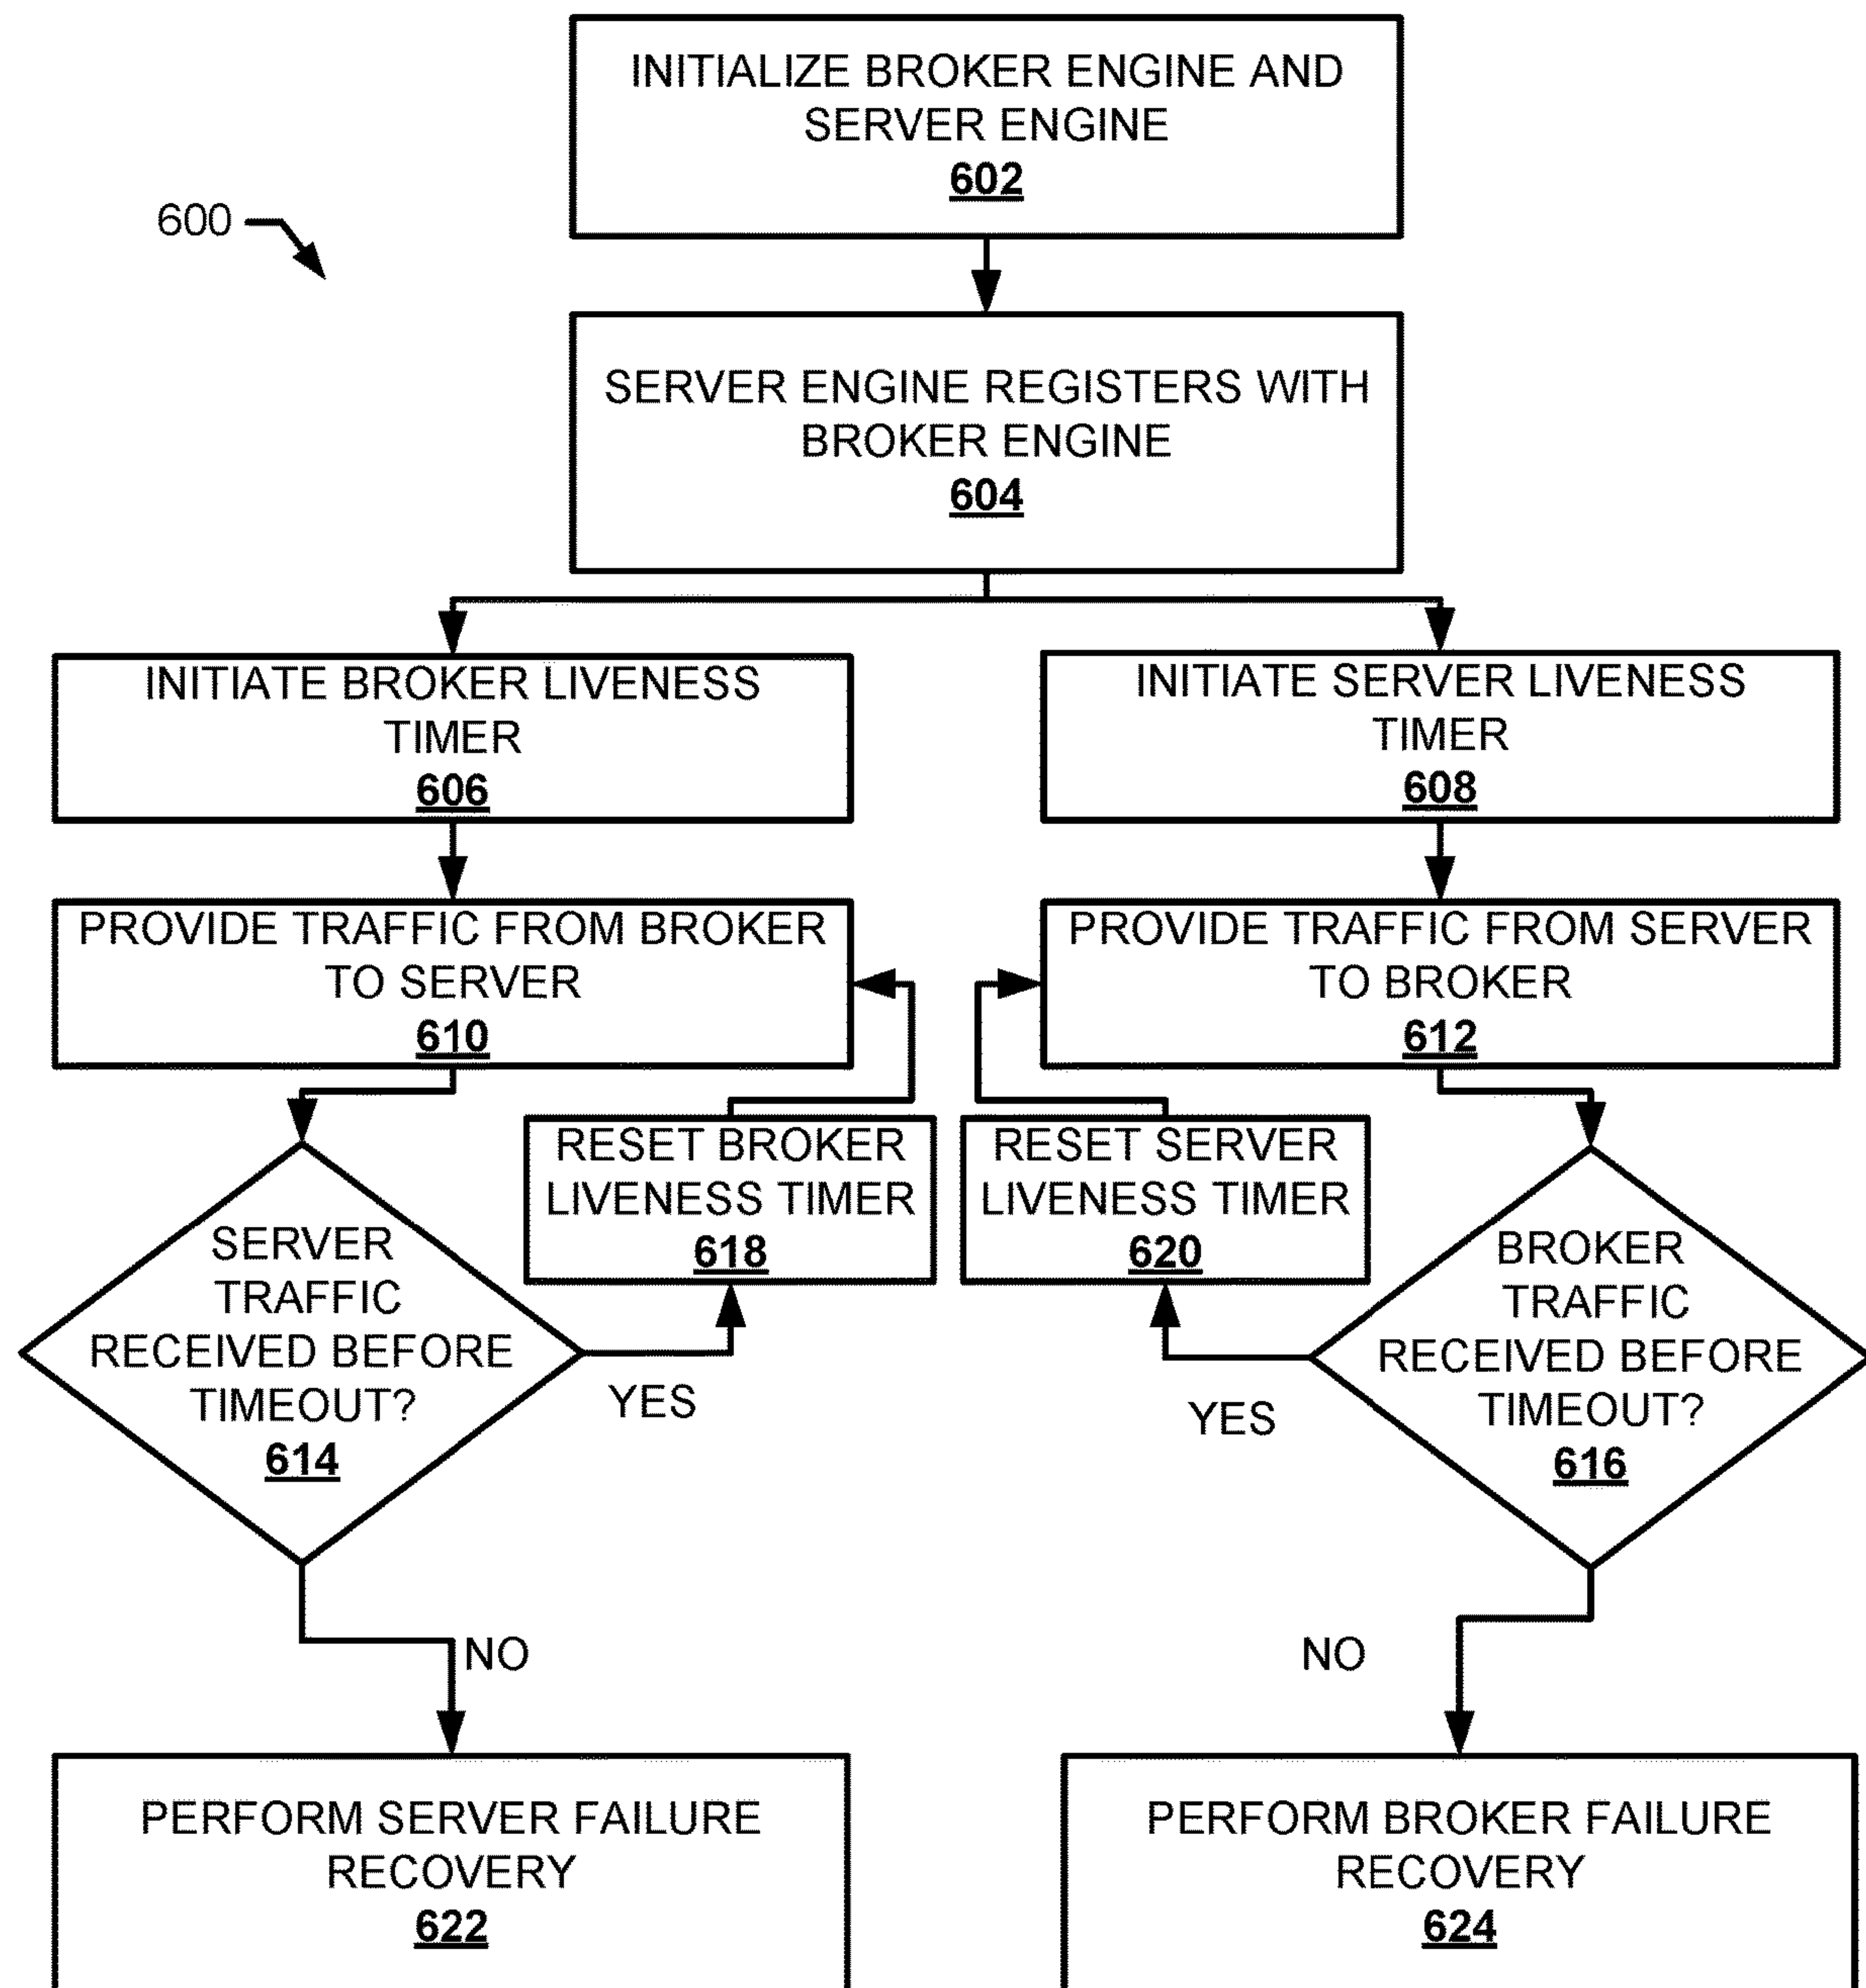 INITIALIZE BROKER ENGINE AND
SERVER ENGINE
602
600
SERVER ENGINE REGISTERS WITH
BROKER ENGINE
604
INITIATE BROKER LIVENESS
TIMER
606
INITIATE SERVER LIVENESS
TIMER
608
PROVIDE TRAFFIC FROM BROKER
TO SERVER
610
PROVIDE TRAFFIC FROM SERVER
TO BROKER
612
RESET BROKER
LIVENESS TIMER
618
RESET SERVER
LIVENESS TIMER
620
SERVER
TRAFFIC
RECEIVED BEFORE
TIMEOUT?
614
YES
BROKER
TRAFFIC
RECEIVED BEFORE
TIMEOUT?
616
YES
NO
NO
PERFORM SERVER FAILURE
RECOVERY
622
PERFORM BROKER FAILURE
RECOVERY
624